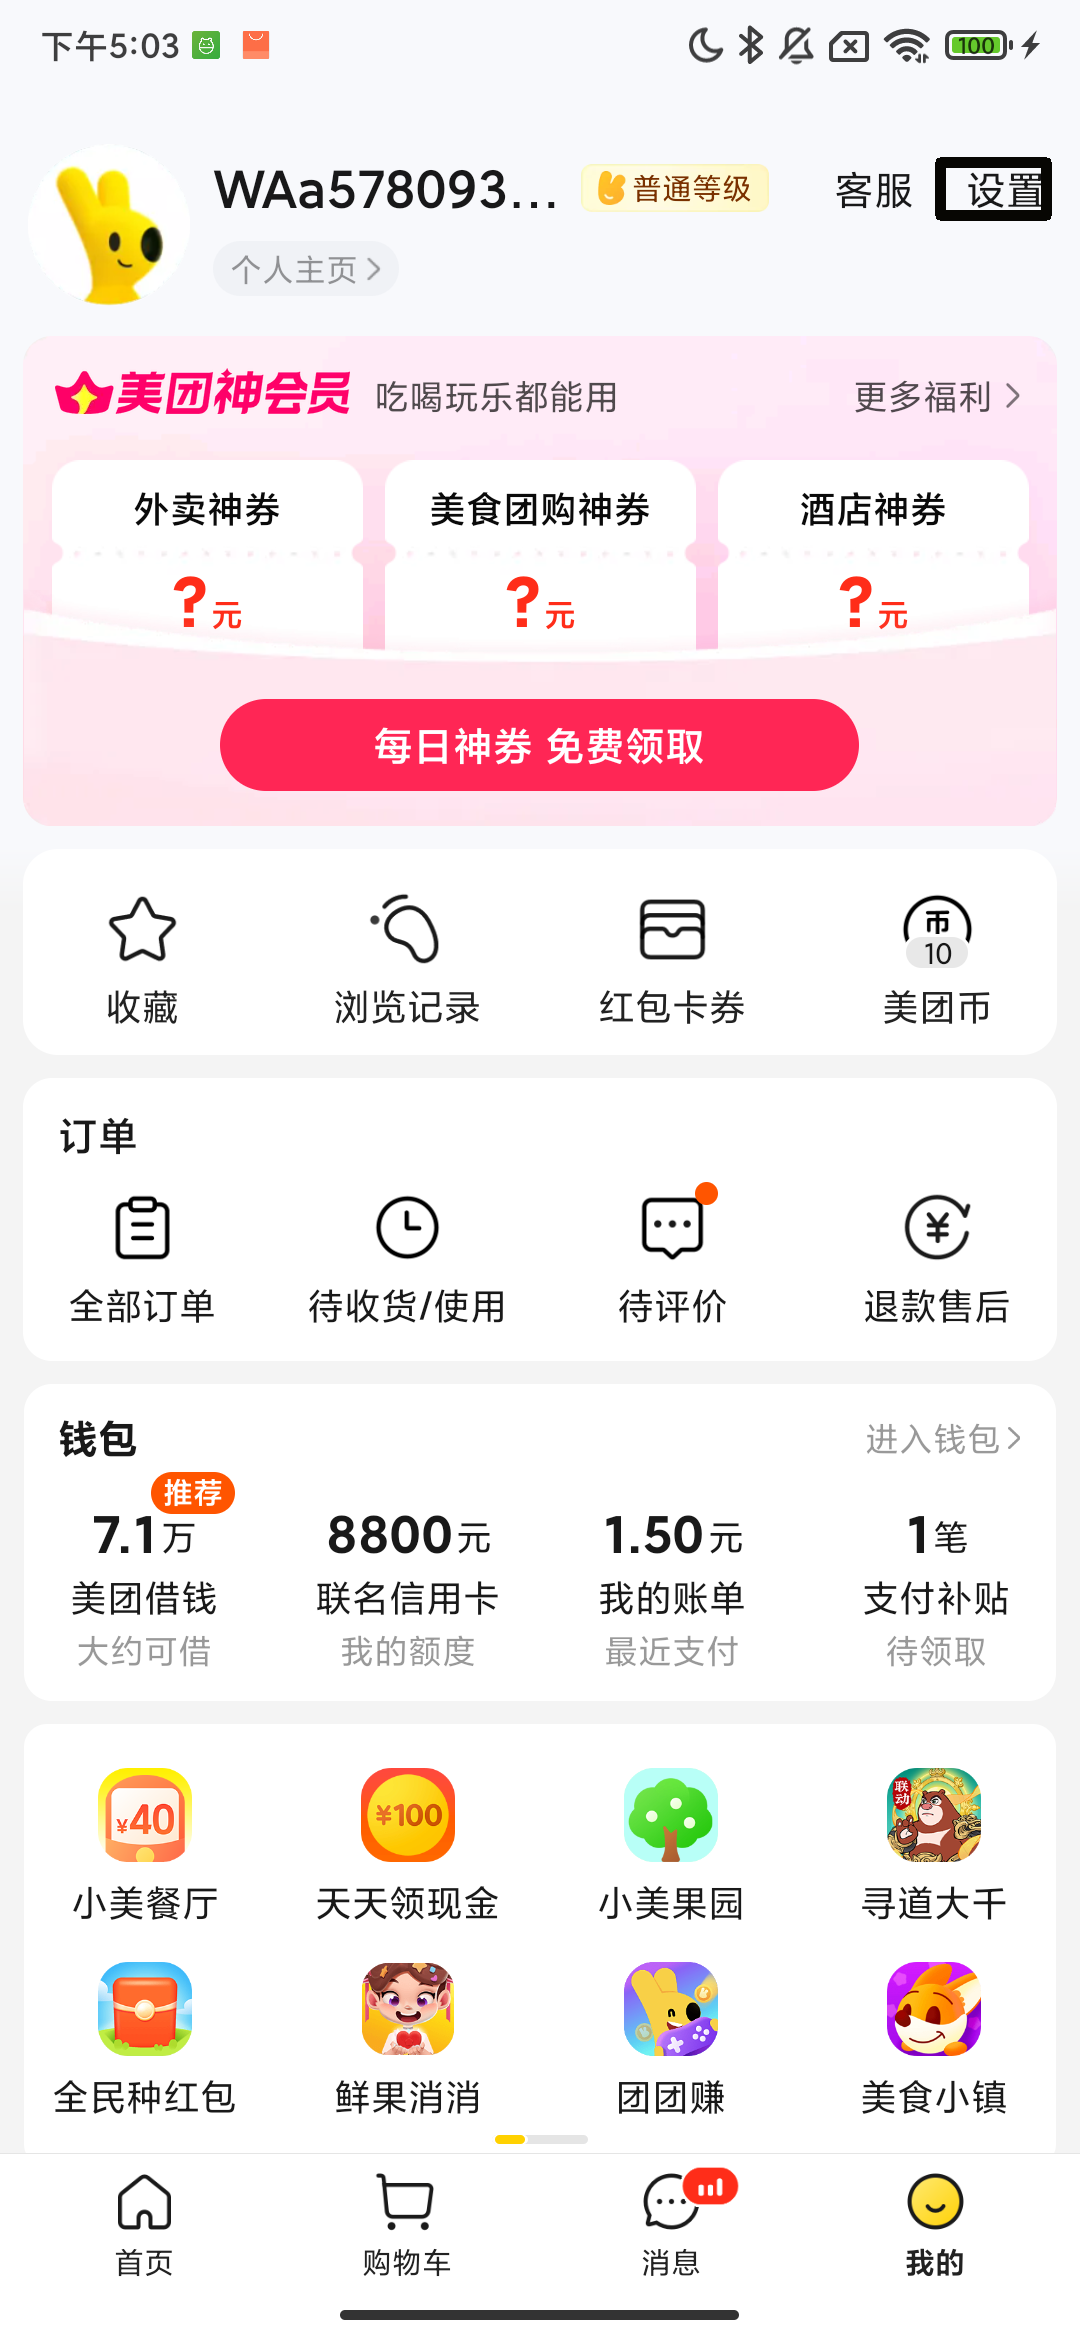 下午5:03
100
WAa578093...
普通等级
客服
设置
个人主页
美团神会员
吃喝玩乐都能用
更多福利
外卖神券
美食团购神券
酒店神券
?元
?元
?元
每日神券 免费领取
币
10
收藏
浏览记录
红包卡券
美团币
订单
全部订单
待收货/使用
待评价
退款售后
钱包
进入钱包
推荐
7.1万
8800元
1.50元
1笔
美团借钱
联名信用卡
我的账单
支付补贴
大约可借
我的额度
最近支付
待领取
¥40
¥100
联动
小美餐厅
天天领现金
小美果园
寻道大千
全民种红包
鲜果消消
团团赚
美食小镇
首页
购物车
消息
我的